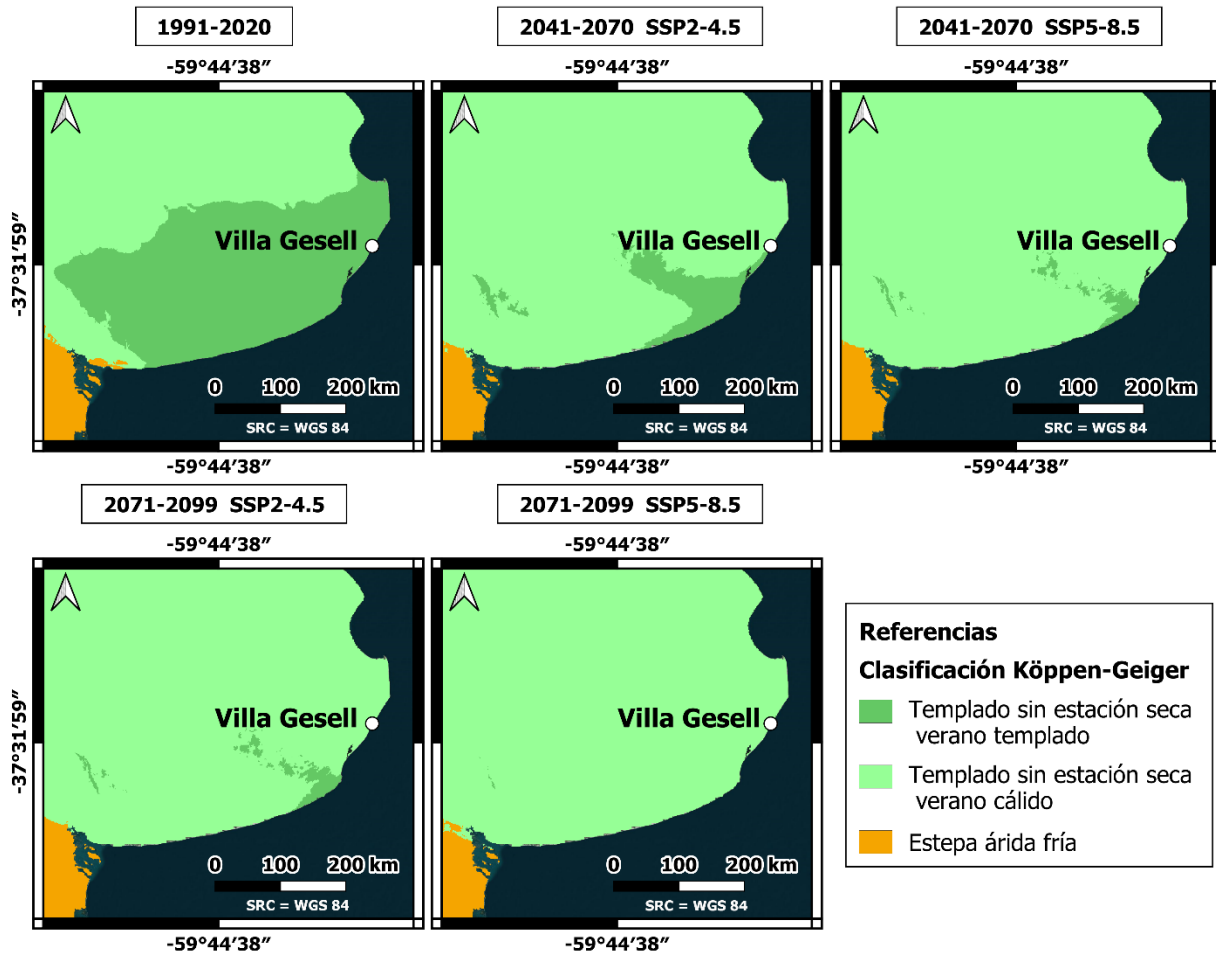 1991-2020
2041-2070 SSP2-4.5
2041-2070 SSP5-8.5
-59°44′38″
-59°44′38″
-59°44′38″
-37°31′59″
Villa Gesell
Villa Gesell
Villa Gesell
0 100 200 km
SRC = WGS 84
0 100 200 km
SRC = WGS 84
0 100 200 km
SRC = WGS 84
-59°44′38″
-59°44′38″
-59°44′38″
2071-2099 SSP2-4.5
2071-2099 SSP5-8.5
-59°44′38″
-59°44′38″
-37°31′59″
Villa Gesell
Villa Gesell
0 100 200 km
SRC = WGS 84
0 100 200 km
SRC = WGS 84
-59°44′38″
-59°44′38″
Referencias
Clasificación Köppen-Geiger
Templado sin estación seca
verano templado
Templado sin estación seca
verano cálido
Estepa árida fría